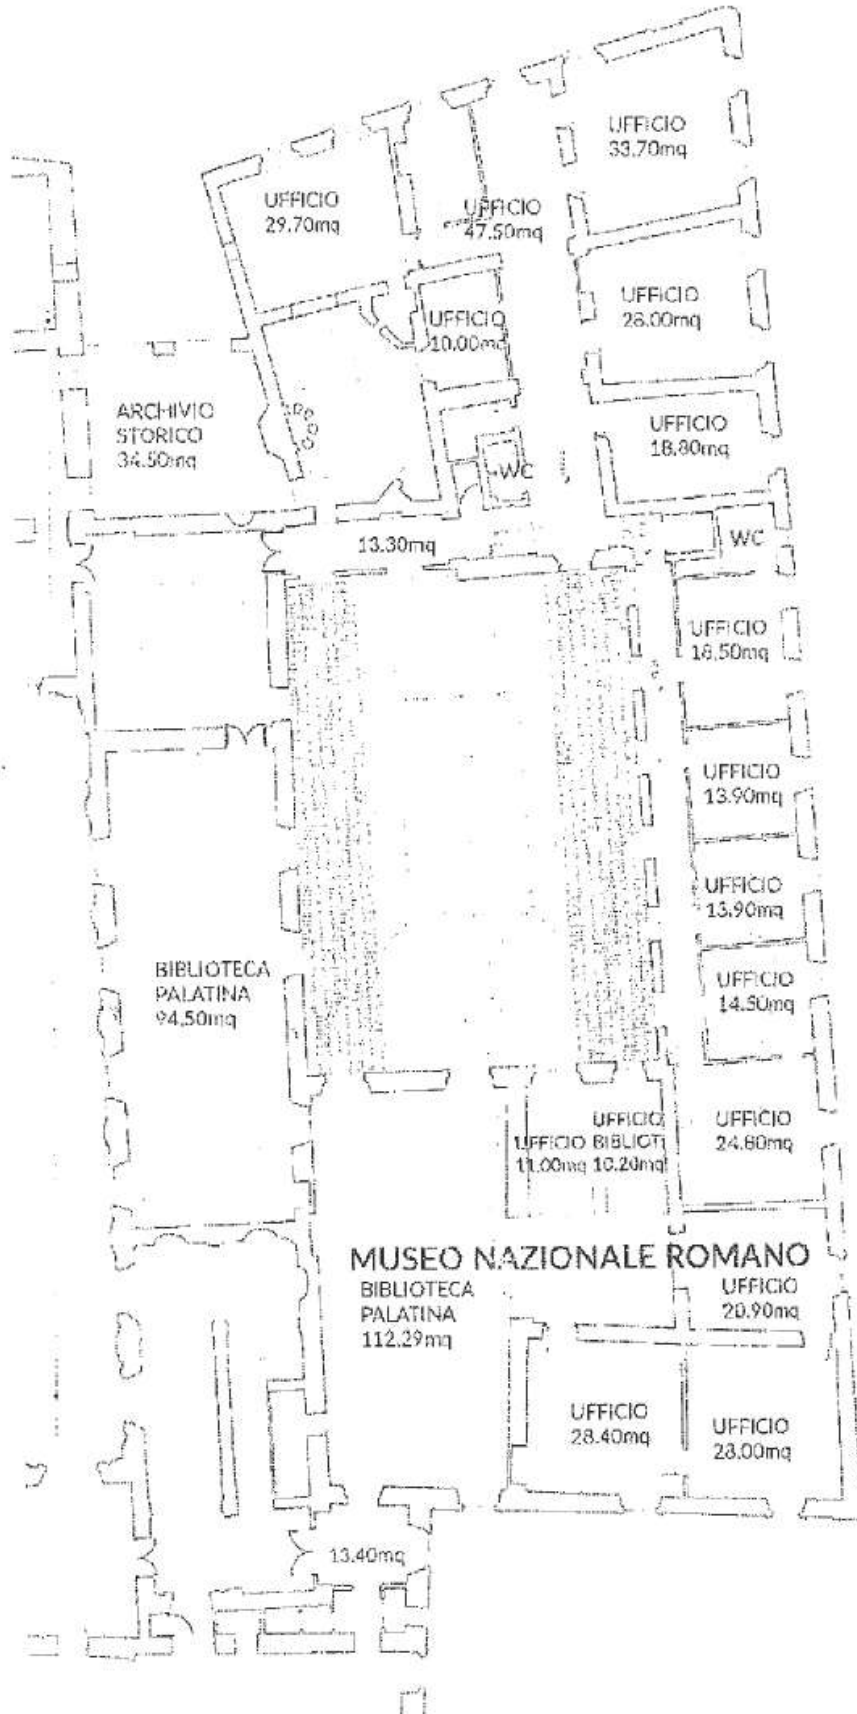 UFFICIO
33.70mq
UFFICIO
29.70mq
UFFICIO
47.50mq
UFFICIO
28.00mq
UFFICIO
10.00mq
ARCHIVIO
STORICO
34.50mq
UFFICIO
18.80mq
WC
13.30mq
WC
UFFICIO
18.50mq
UFFICIO
13.90mq
UFFICIO
13.90mq
BIBLIOTECA
PALATINA
94.50mq
UFFICIO
14.50mq
UFFICIO
BIBLIOT
10.20mq
UFFICIO
11.00mq
UFFICIO
24.80mq
MUSEO NAZIONALE ROMANO
BIBLIOTECA
PALATINA
112.29mq
UFFICIO
20.90mq
UFFICIO
28.40mq
UFFICIO
28.00mq
13.40mq